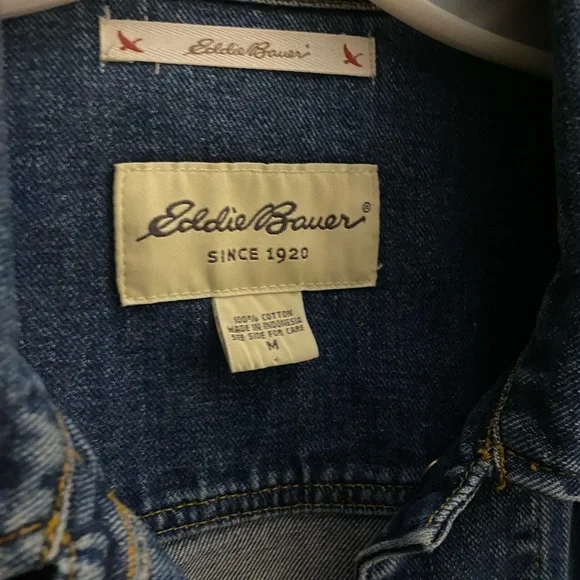 Eddie Bauer
Eddie Bauer®
SINCE 1920
100% COTTON
MADE IN INDONESIA
SEE SIDE FOR CARE
M